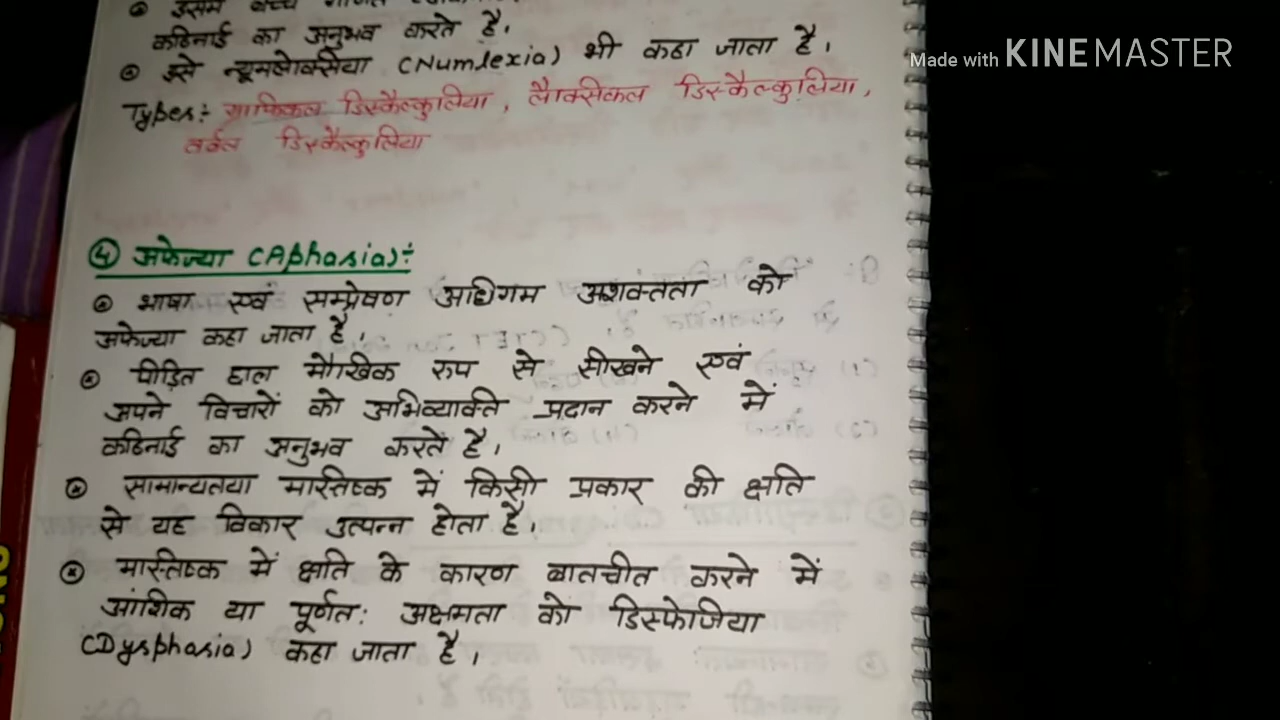 Made with KINEMASTER
कठिनाई का अनुभव करते है।
इसे न्यूमलेक्सिया (Numlexia) भी कहा जाता है।
Types:- ग्राफिकल डिस्कैल्कुलिया, लैक्सिकल डिस्कैल्कुलिया,
वर्बल डिस्कैल्कुलिया
④ अफेज्या (Aphasia):-
भाषा एवं सम्प्रेषण अधिगम अशक्तता को
अफेज्या कहा जाता है।
पीड़ित छात्र मौखिक रुप से सीखने एवं
अपने विचारों को अभिव्यक्ति प्रदान करने में
कठिनाई का अनुभव करते है।
सामान्यतया मास्तिष्क में किसी प्रकार की क्षति
से यह विकार उत्पन्न होता है।
मास्तिष्क में क्षति के कारण बातचीत करने में
आंशिक या पूर्णत: अक्षमता को डिस्फेजिया
(Dysphasia) कहा जाता है।